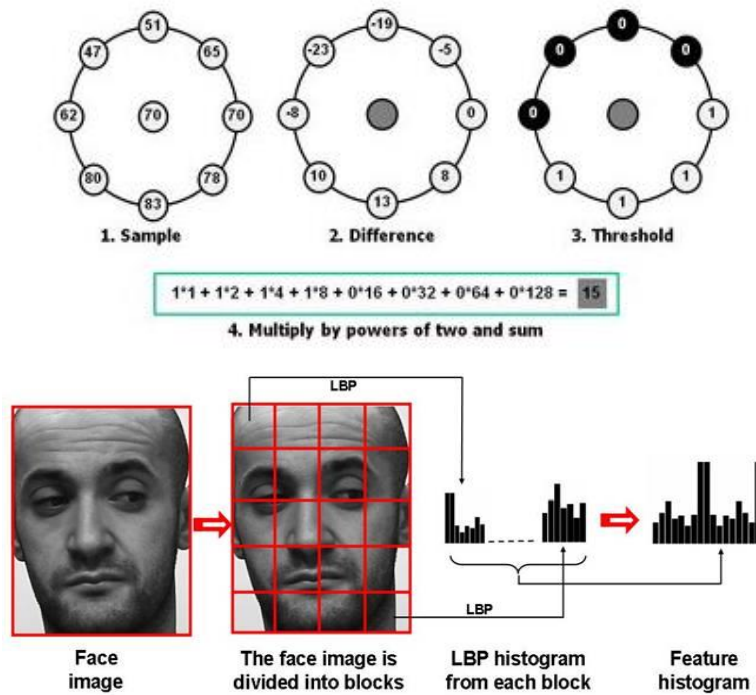 51
47 65
62 70 70
80 78
83
1. Sample
-19
-23 -5
-8 0
10 8
13
2. Difference
0
0 0
0 1
1 1
1
3. Threshold
1*1 + 1*2 + 1*4 + 1*8 + 0*16 + 0*32 + 0*64 + 0*128 = 15
4. Multiply by powers of two and sum
LBP
LBP
Face
image
The face image is
divided into blocks
LBP histogram
from each block
Feature
histogram